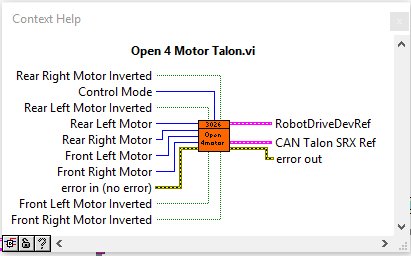 Context Help
Open 4 Motor Talon.vi
Rear Right Motor Inverted
Control Mode
Rear Left Motor Inverted
Rear Left Motor
Rear Right Motor
Front Left Motor
Front Right Motor
error in (no error)
Front Left Motor Inverted
Front Right Motor Inverted
3026
Open
4motor
RobotDriveDevRef
CAN Talon SRX Ref
error out
?